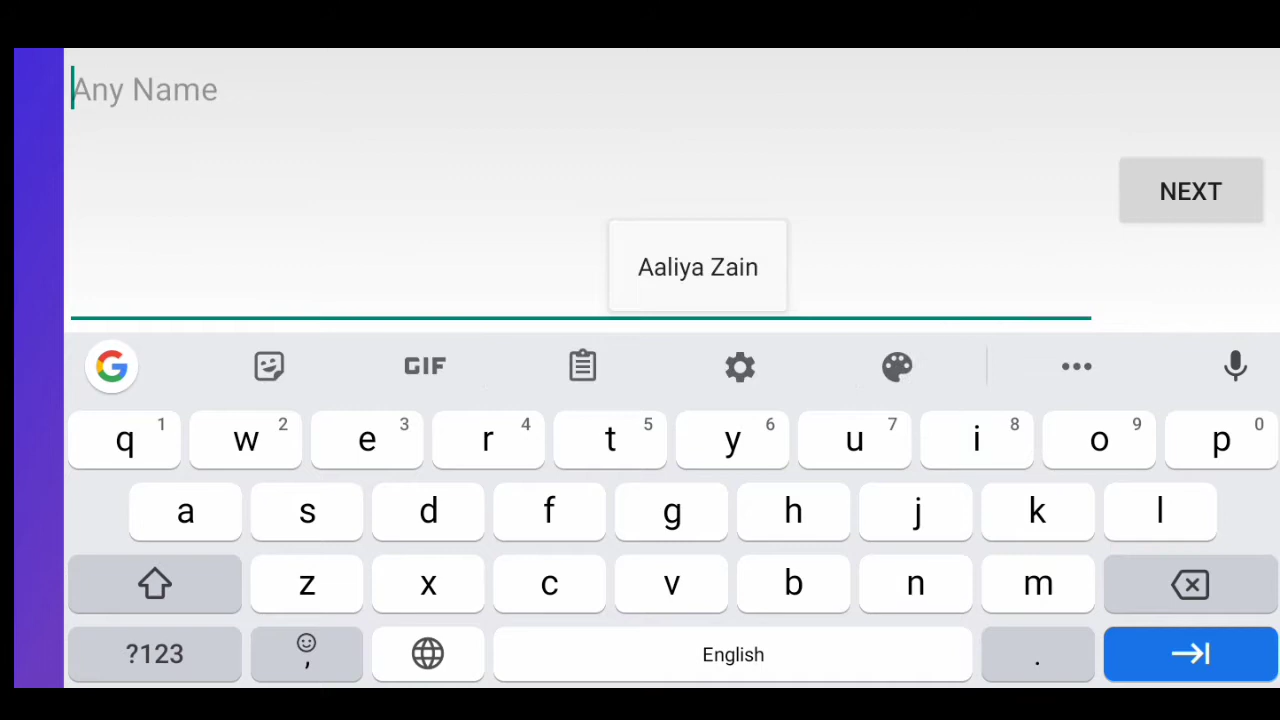 Any Name
NEXT
Aaliya Zain
G GIF
q 1 w 2 e 3 r 4 t 5 y 6 u 7 i 8 o 9 p 0
a s d f g h j k l
z x c v b n m
?123 , English .